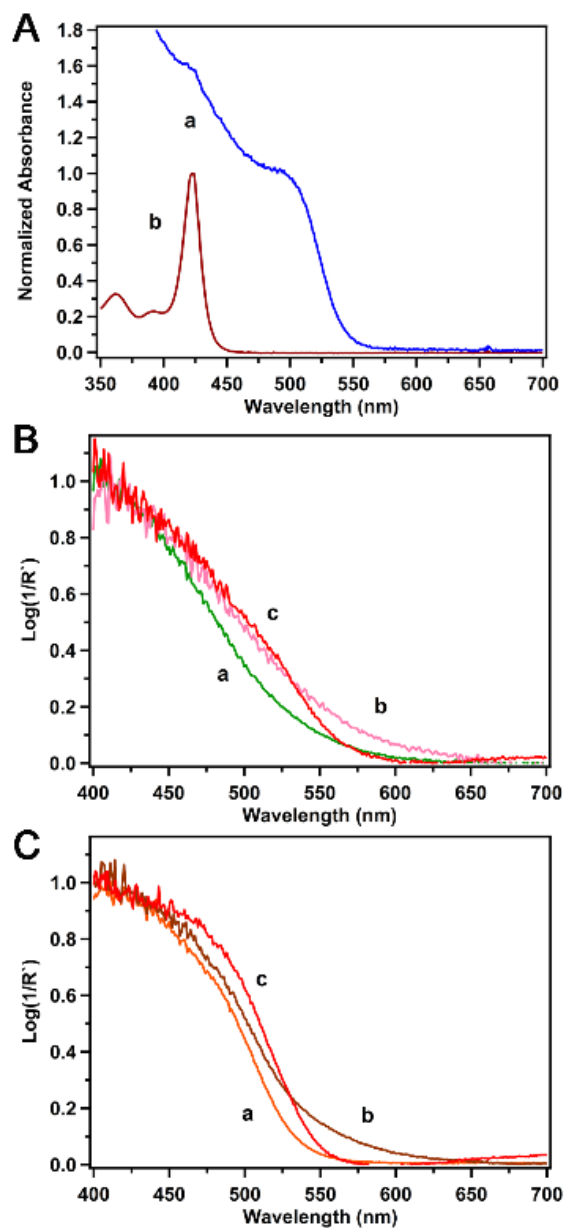 A
Normalized Absorbance
1.8
1.6
1.4
1.2
1.0
0.8
0.6
0.4
0.2
0.0
a
b
350 400 450 500 550 600 650 700
Wavelength (nm)
B
Log(1/R`)
1.0
0.8
0.6
0.4
0.2
0.0
c
a
b
400 450 500 550 600 650 700
Wavelength (nm)
C
Log(1/R`)
1.0
0.8
0.6
0.4
0.2
0.0
c
a
b
400 450 500 550 600 650 700
Wavelength (nm)